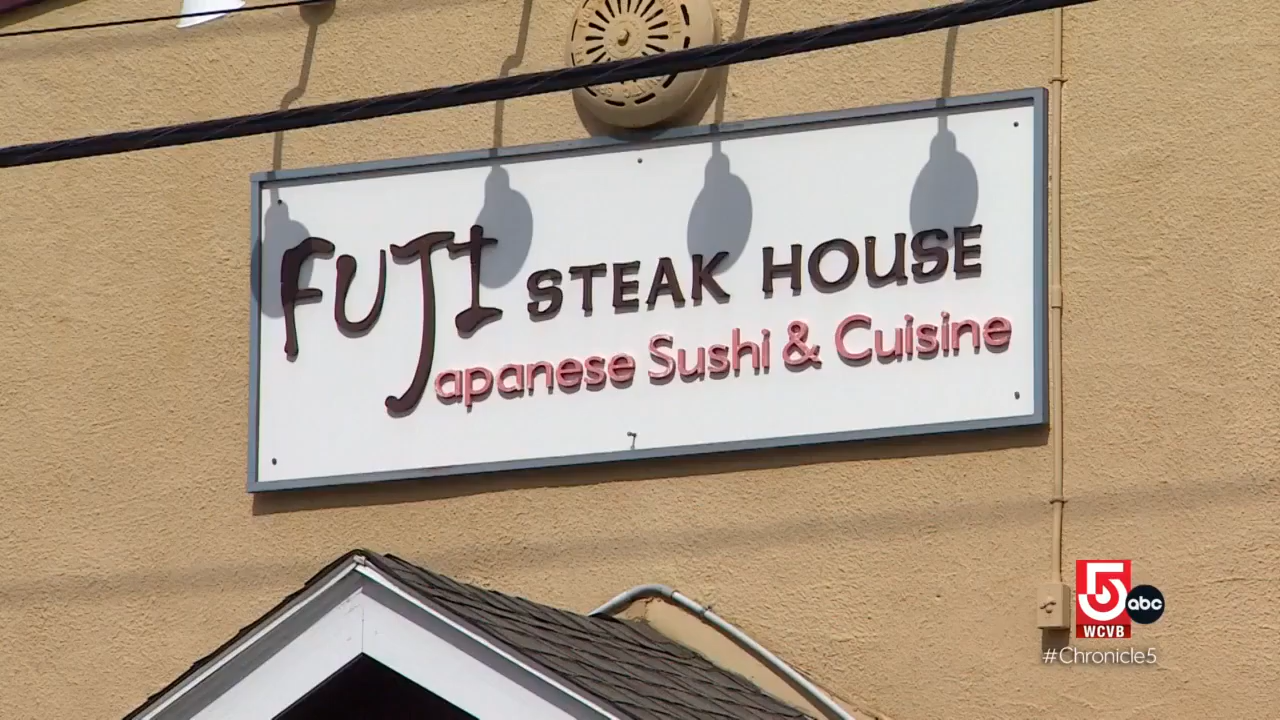 FUJI STEAK HOUSE
Japanese Sushi & Cuisine
5 abc
WCVB
#Chronicle5